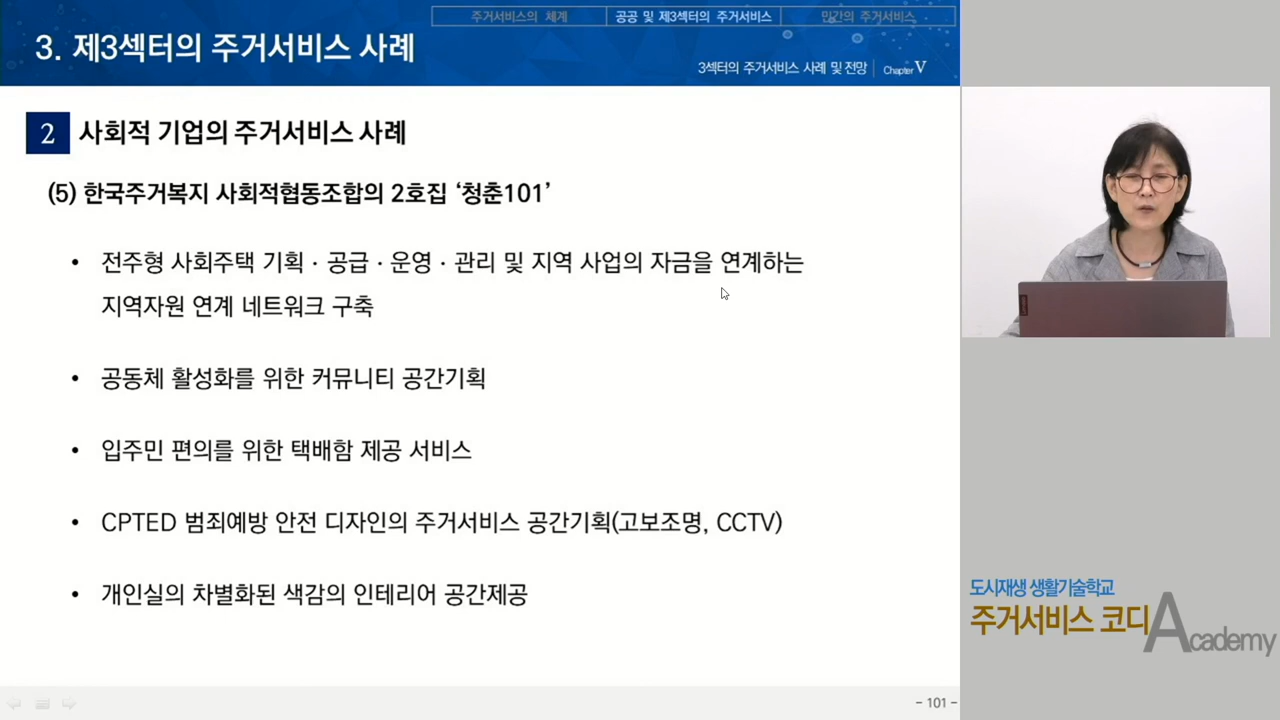 주거서비스의 체계
공공 및 제3섹터의 주거서비스
민간의 주거서비스
3. 제3섹터의 주거서비스 사례
3섹터의 주거서비스 사례 및 전망
Chapter V
2 사회적 기업의 주거서비스 사례
(5) 한국주거복지 사회적협동조합의 2호집 ‘청춘101’
• 전주형 사회주택 기획 · 공급 · 운영 · 관리 및 지역 사업의 자금을 연계하는
지역자원 연계 네트워크 구축
• 공동체 활성화를 위한 커뮤니티 공간기획
• 입주민 편의를 위한 택배함 제공 서비스
• CPTED 범죄예방 안전 디자인의 주거서비스 공간기획(고보조명, CCTV)
• 개인실의 차별화된 색감의 인테리어 공간제공
도시재생 생활기술학교
주거서비스 코디 Academy
- 101 -